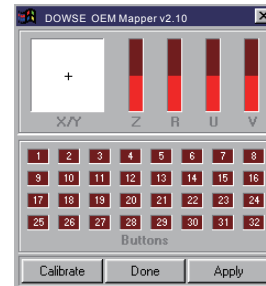 DOWSE OEM Mapper v2.10
X/Y Z R U V
1 2 3 4 5 6 7 8
9 10 11 12 13 14 15 16
17 18 19 20 21 22 23 24
25 26 27 28 29 30 31 32
Buttons
Calibrate Done Apply